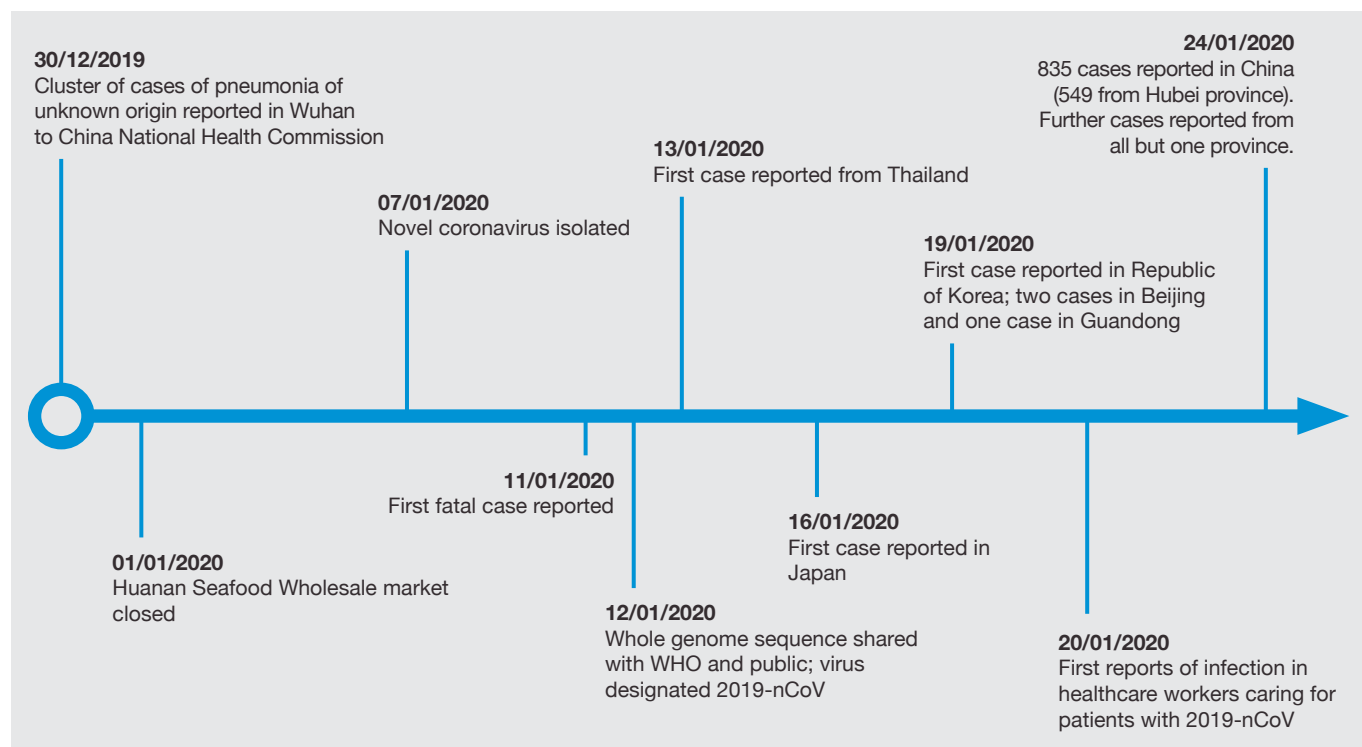 30/12/2019
Cluster of cases of pneumonia of
unknown origin reported in Wuhan
to China National Health Commission
01/01/2020
Huanan Seafood Wholesale market
closed
07/01/2020
Novel coronavirus isolated
11/01/2020
First fatal case reported
12/01/2020
Whole genome sequence shared
with WHO and public; virus
designated 2019-nCoV
13/01/2020
First case reported from Thailand
16/01/2020
First case reported in
Japan
19/01/2020
First case reported in Republic
of Korea; two cases in Beijing
and one case in Guandong
20/01/2020
First reports of infection in
healthcare workers caring for
patients with 2019-nCoV
24/01/2020
835 cases reported in China
(549 from Hubei province).
Further cases reported from
all but one province.